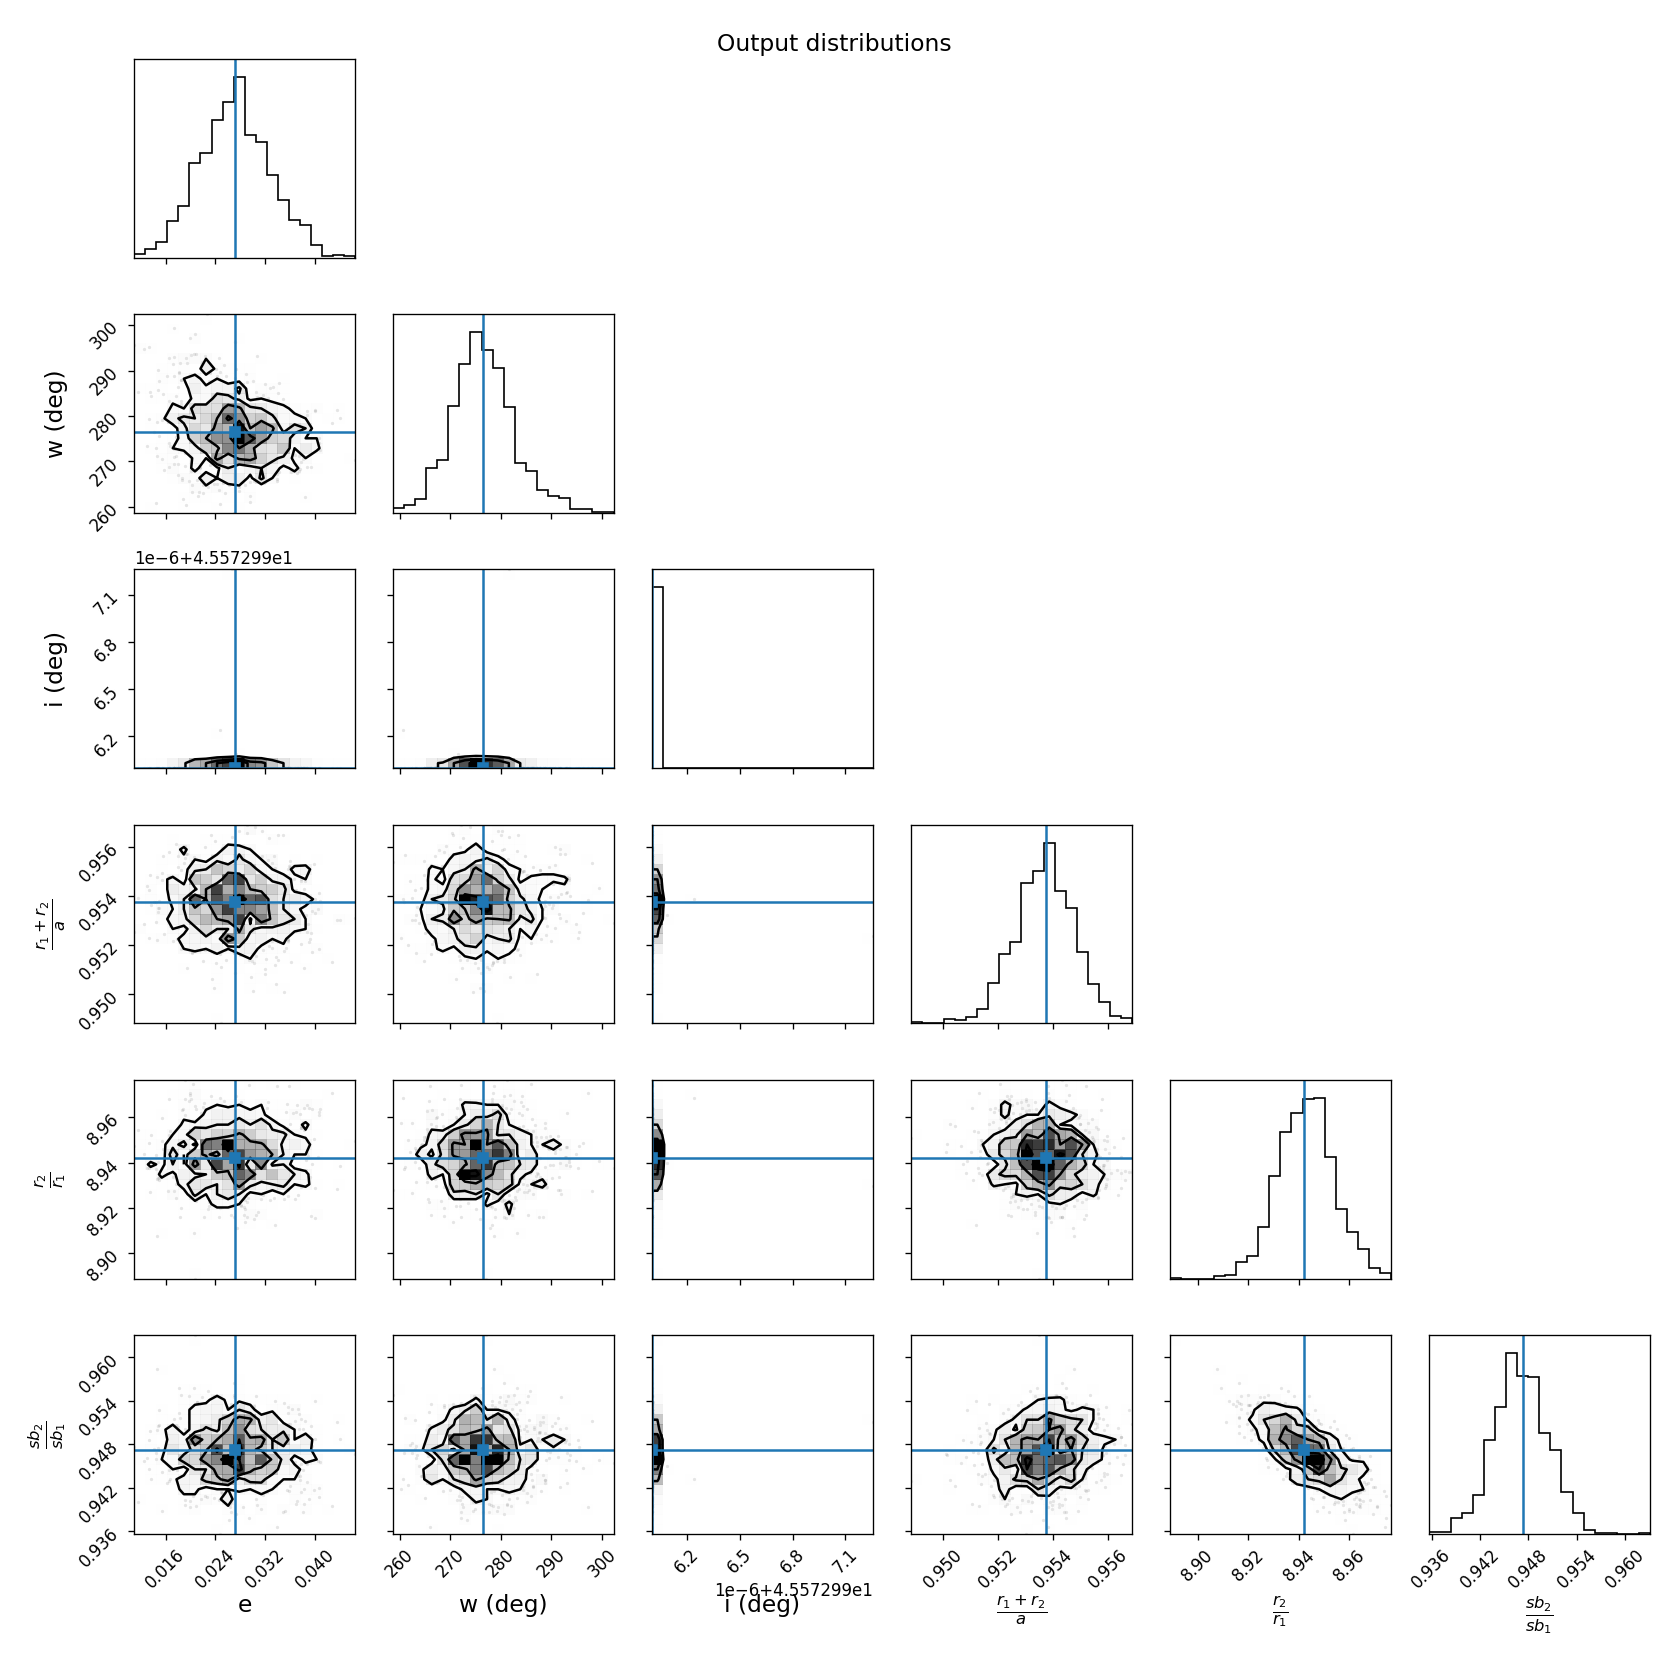 Output distributions
w (deg)
300
290
280
270
260
1e−6+4.557299e1
i (deg)
7.1
6.8
6.5
6.2
r1 + r2
a
0.956
0.954
0.952
0.950
r2
r1
8.96
8.94
8.92
8.90
sb2
sb1
0.960
0.954
0.948
0.942
0.936
0.016 0.024 0.032 0.040 260 270 280 290 300 6.2 6.5 6.8 7.1 0.950 0.952 0.954 0.956 8.90 8.92 8.94 8.96 0.936 0.942 0.948 0.954 0.960
1e−6+4.557299e1
e w (deg) i (deg) r1 + r2 r2 sb2
a r1 sb1